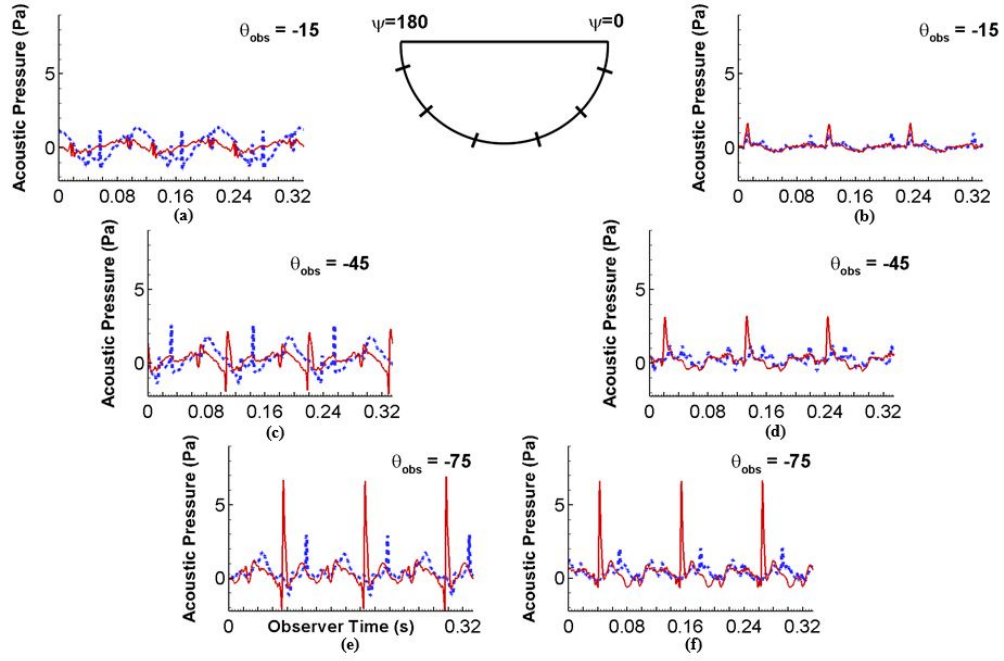 θobs = -15
Acoustic Pressure (Pa)
5
0
0 0.08 0.16 0.24 0.32
(a)
ψ=180 ψ=0
θobs = -15
Acoustic Pressure (Pa)
5
0
0 0.08 0.16 0.24 0.32
(b)
θobs = -45
Acoustic Pressure (Pa)
5
0
0 0.08 0.16 0.24 0.32
(c)
θobs = -45
Acoustic Pressure (Pa)
5
0
0 0.08 0.16 0.24 0.32
(d)
θobs = -75
Acoustic Pressure (Pa)
5
0
0 Observer Time (s) 0.32
(e)
θobs = -75
Acoustic Pressure (Pa)
5
0
0 0.08 0.16 0.24 0.32
(f)